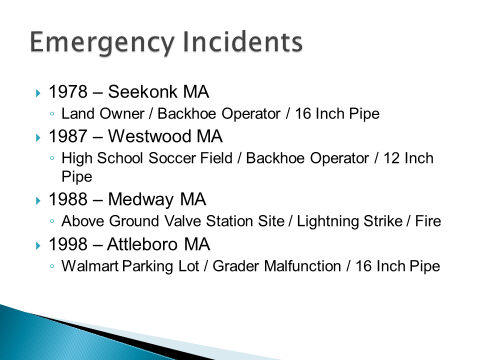 Emergency Incidents
1978 – Seekonk MA
Land Owner / Backhoe Operator / 16 Inch Pipe
1987 – Westwood MA
High School Soccer Field / Backhoe Operator / 12 Inch
Pipe
1988 – Medway MA
Above Ground Valve Station Site / Lightning Strike / Fire
1998 – Attleboro MA
Walmart Parking Lot / Grader Malfunction / 16 Inch Pipe